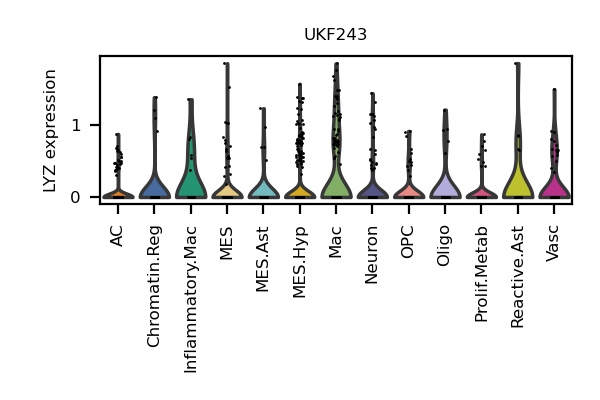 UKF243
LYZ expression
1
0
AC
Chromatin.Reg
Inflammatory.Mac
MES
MES.Ast
MES.Hyp
Mac
Neuron
OPC
Oligo
Prolif.Metab
Reactive.Ast
Vasc